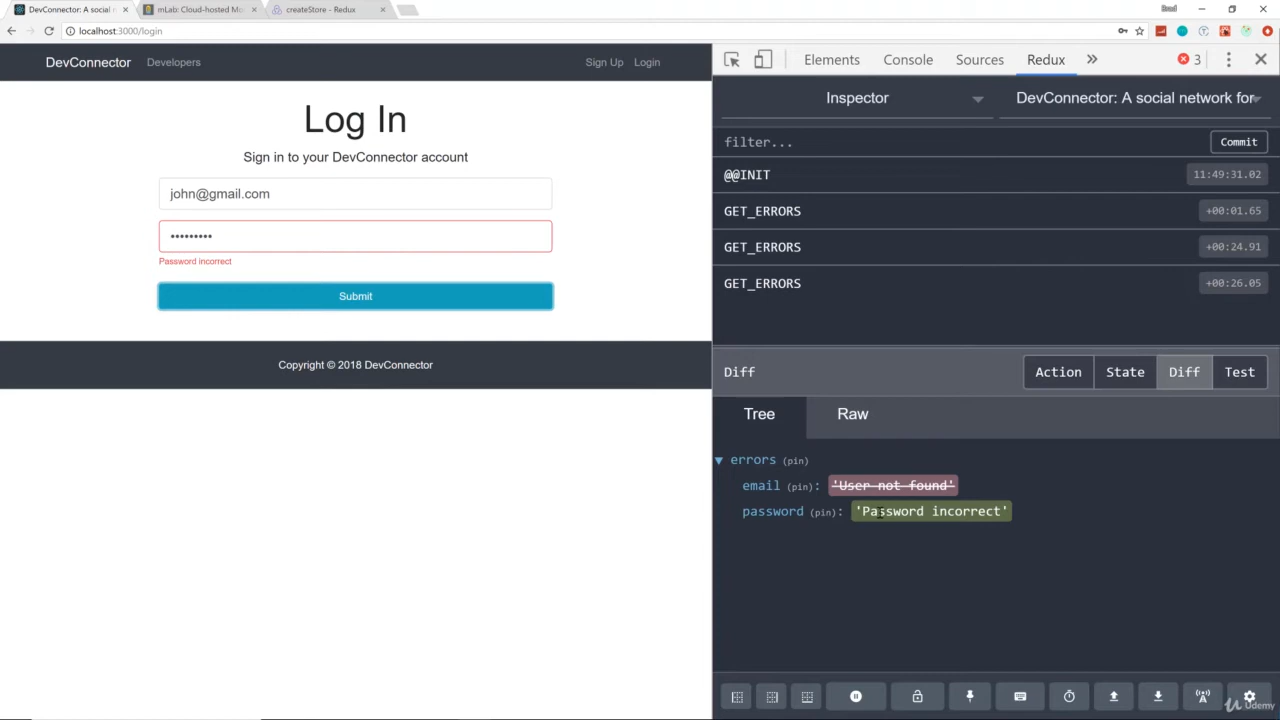 DevConnector: A social n
mLab: Cloud-hosted Mo
createStore - Redux
Brad
localhost:3000/login
DevConnector
Developers
Sign Up
Login
Log In
Sign in to your DevConnector account
john@gmail.com
•••••••••
Password incorrect
Submit
Copyright © 2018 DevConnector
Elements
Console
Sources
Redux
3
Inspector
DevConnector: A social network for
filter...
Commit
@@INIT
11:49:31.02
GET_ERRORS
+00:01.65
GET_ERRORS
+00:24.91
GET_ERRORS
+00:26.05
Diff
Action
State
Diff
Test
Tree
Raw
errors (pin)
email (pin): 'User not found'
password (pin): 'Password incorrect'
Udemy